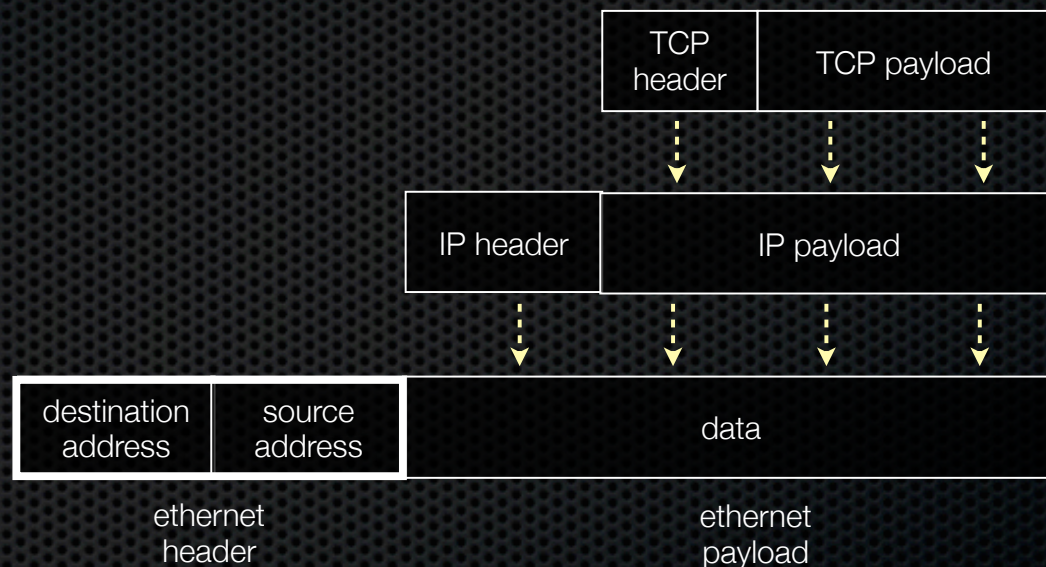 TCP
header
TCP payload
IP header
IP payload
destination
address
source
address
data
ethernet
header
ethernet
payload